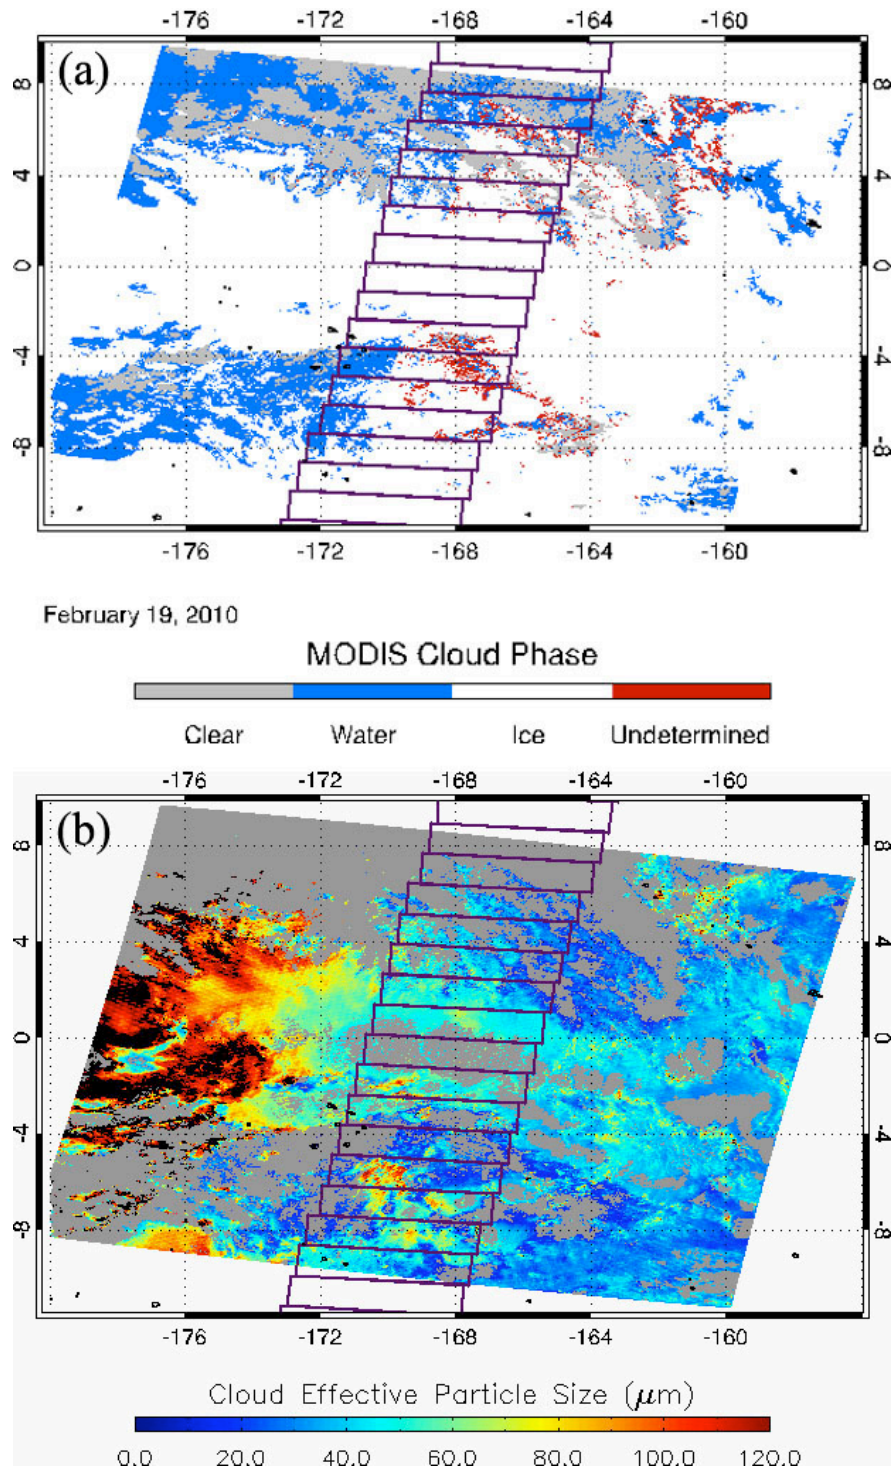 -176 -172 -168 -164 -160
(a)
8 8
4 4
0 0
-4 -4
-8 -8
-176 -172 -168 -164 -160
February 19, 2010
MODIS Cloud Phase
Clear Water Ice Undetermined
-176 -172 -168 -164 -160
(b)
8 8
4 4
0 0
-4 -4
-8 -8
-176 -172 -168 -164 -160
Cloud Effective Particle Size (μm)
0.0 20.0 40.0 60.0 80.0 100.0 120.0